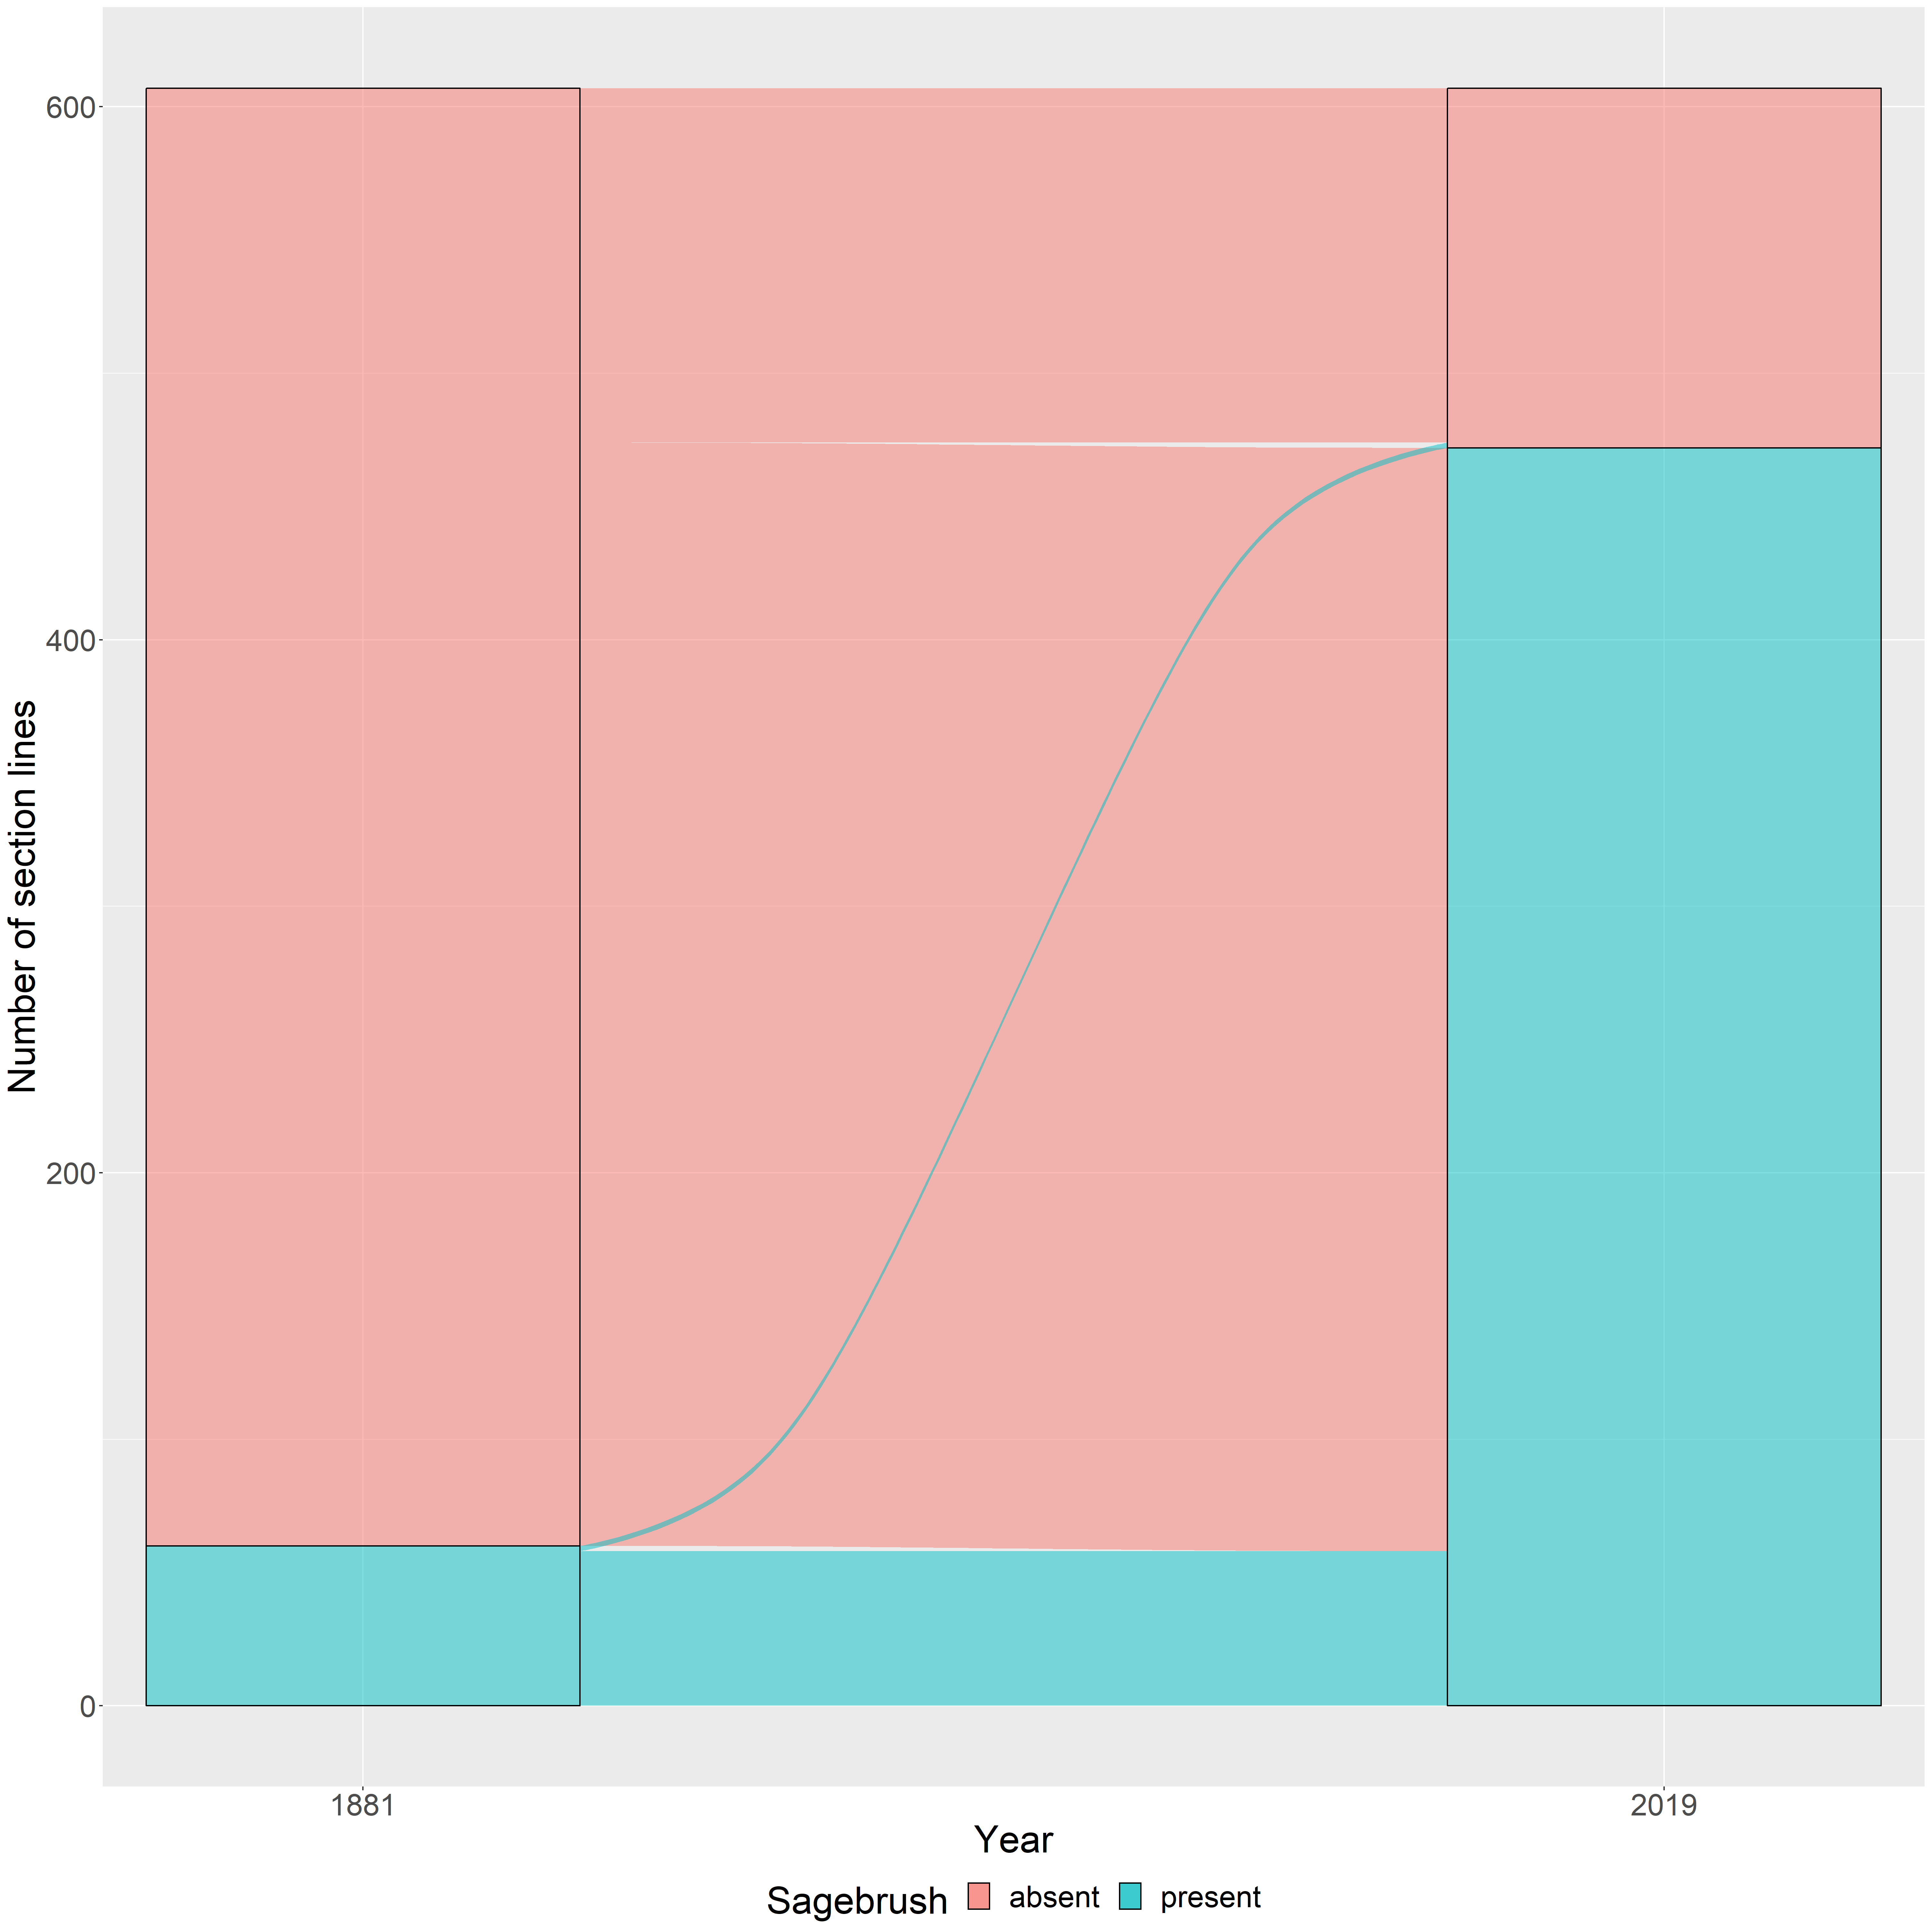 600
400
200
0
Number of section lines
1881 2019
Year
Sagebrush absent present